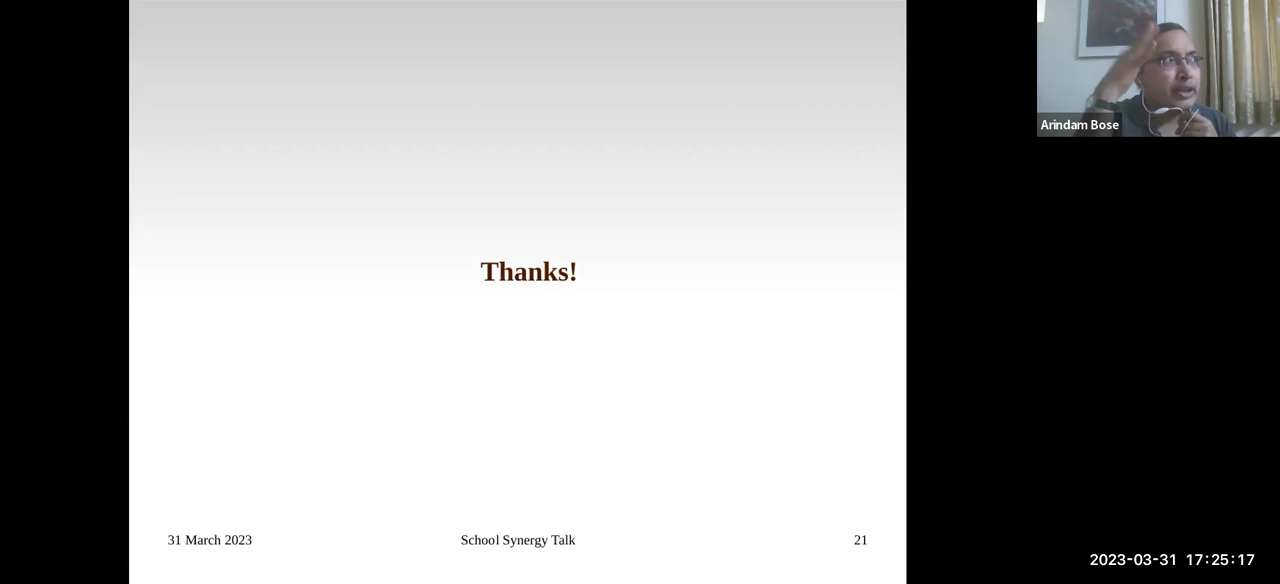 Arindam Bose
Thanks!
31 March 2023
School Synergy Talk
21
2023-03-31 17:25:17